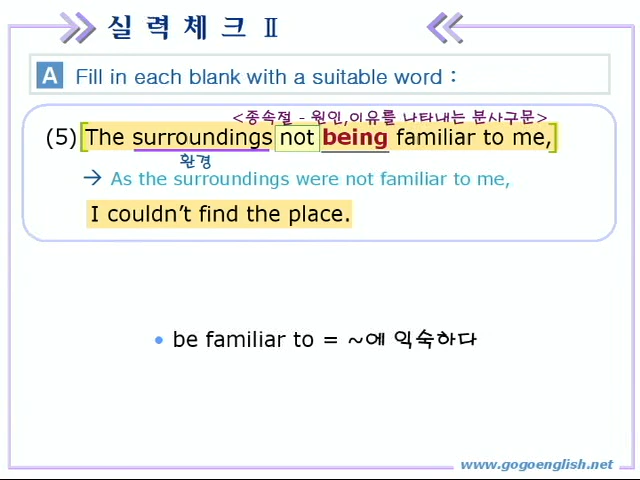 실력체크 Ⅱ
A Fill in each blank with a suitable word :
<종속절 - 원인,이유를 나타내는 분사구문>
(5) [The surroundings not being familiar to me,]
환경
→ As the surroundings were not familiar to me,
I couldn't find the place.
• be familiar to = ~에 익숙하다
www.gogoenglish.net